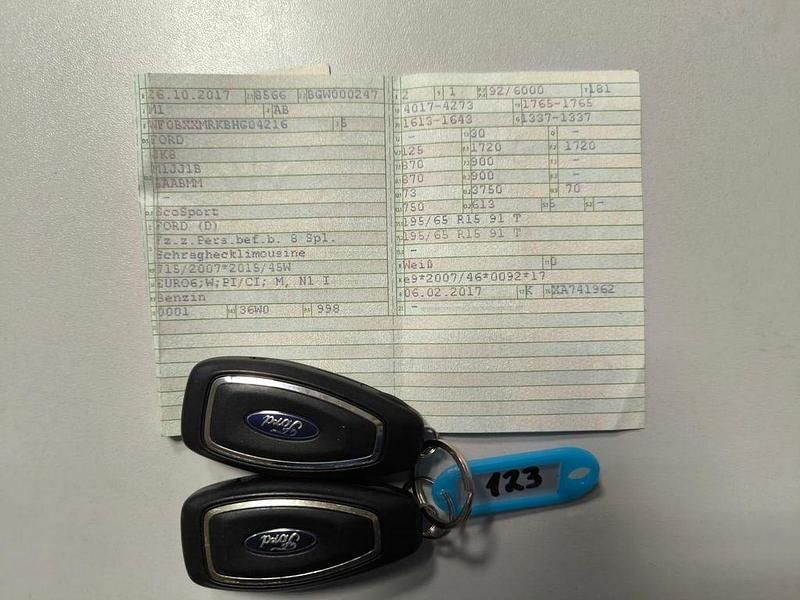 26.10.2017 8566 BGW000247
M1 AB
WF0BXXMRKBHG04216 5
FORD
JK8
M1JJ1B
5AABMM
-
EcoSport
FORD (D)
Fz.z.Pers.bef.b. 8 Spl.
Schräghecklimousine
715/2007*2015/45W
EURO6;W;PI/CI; M, N1 I
Benzin
0001 36W0 998
2 1 92/6000 181
4017-4273 1765-1765
1613-1643 1337-1337
- 30 -
125 1720 1720
870 900 -
870 900 -
73 3750 70
750 613 5 -
195/65 R15 91 T
195/65 R15 91 T
-
Weiß 0
e9*2007/46*0092*17
06.02.2017 K XA741962
-
Ford
Ford
123